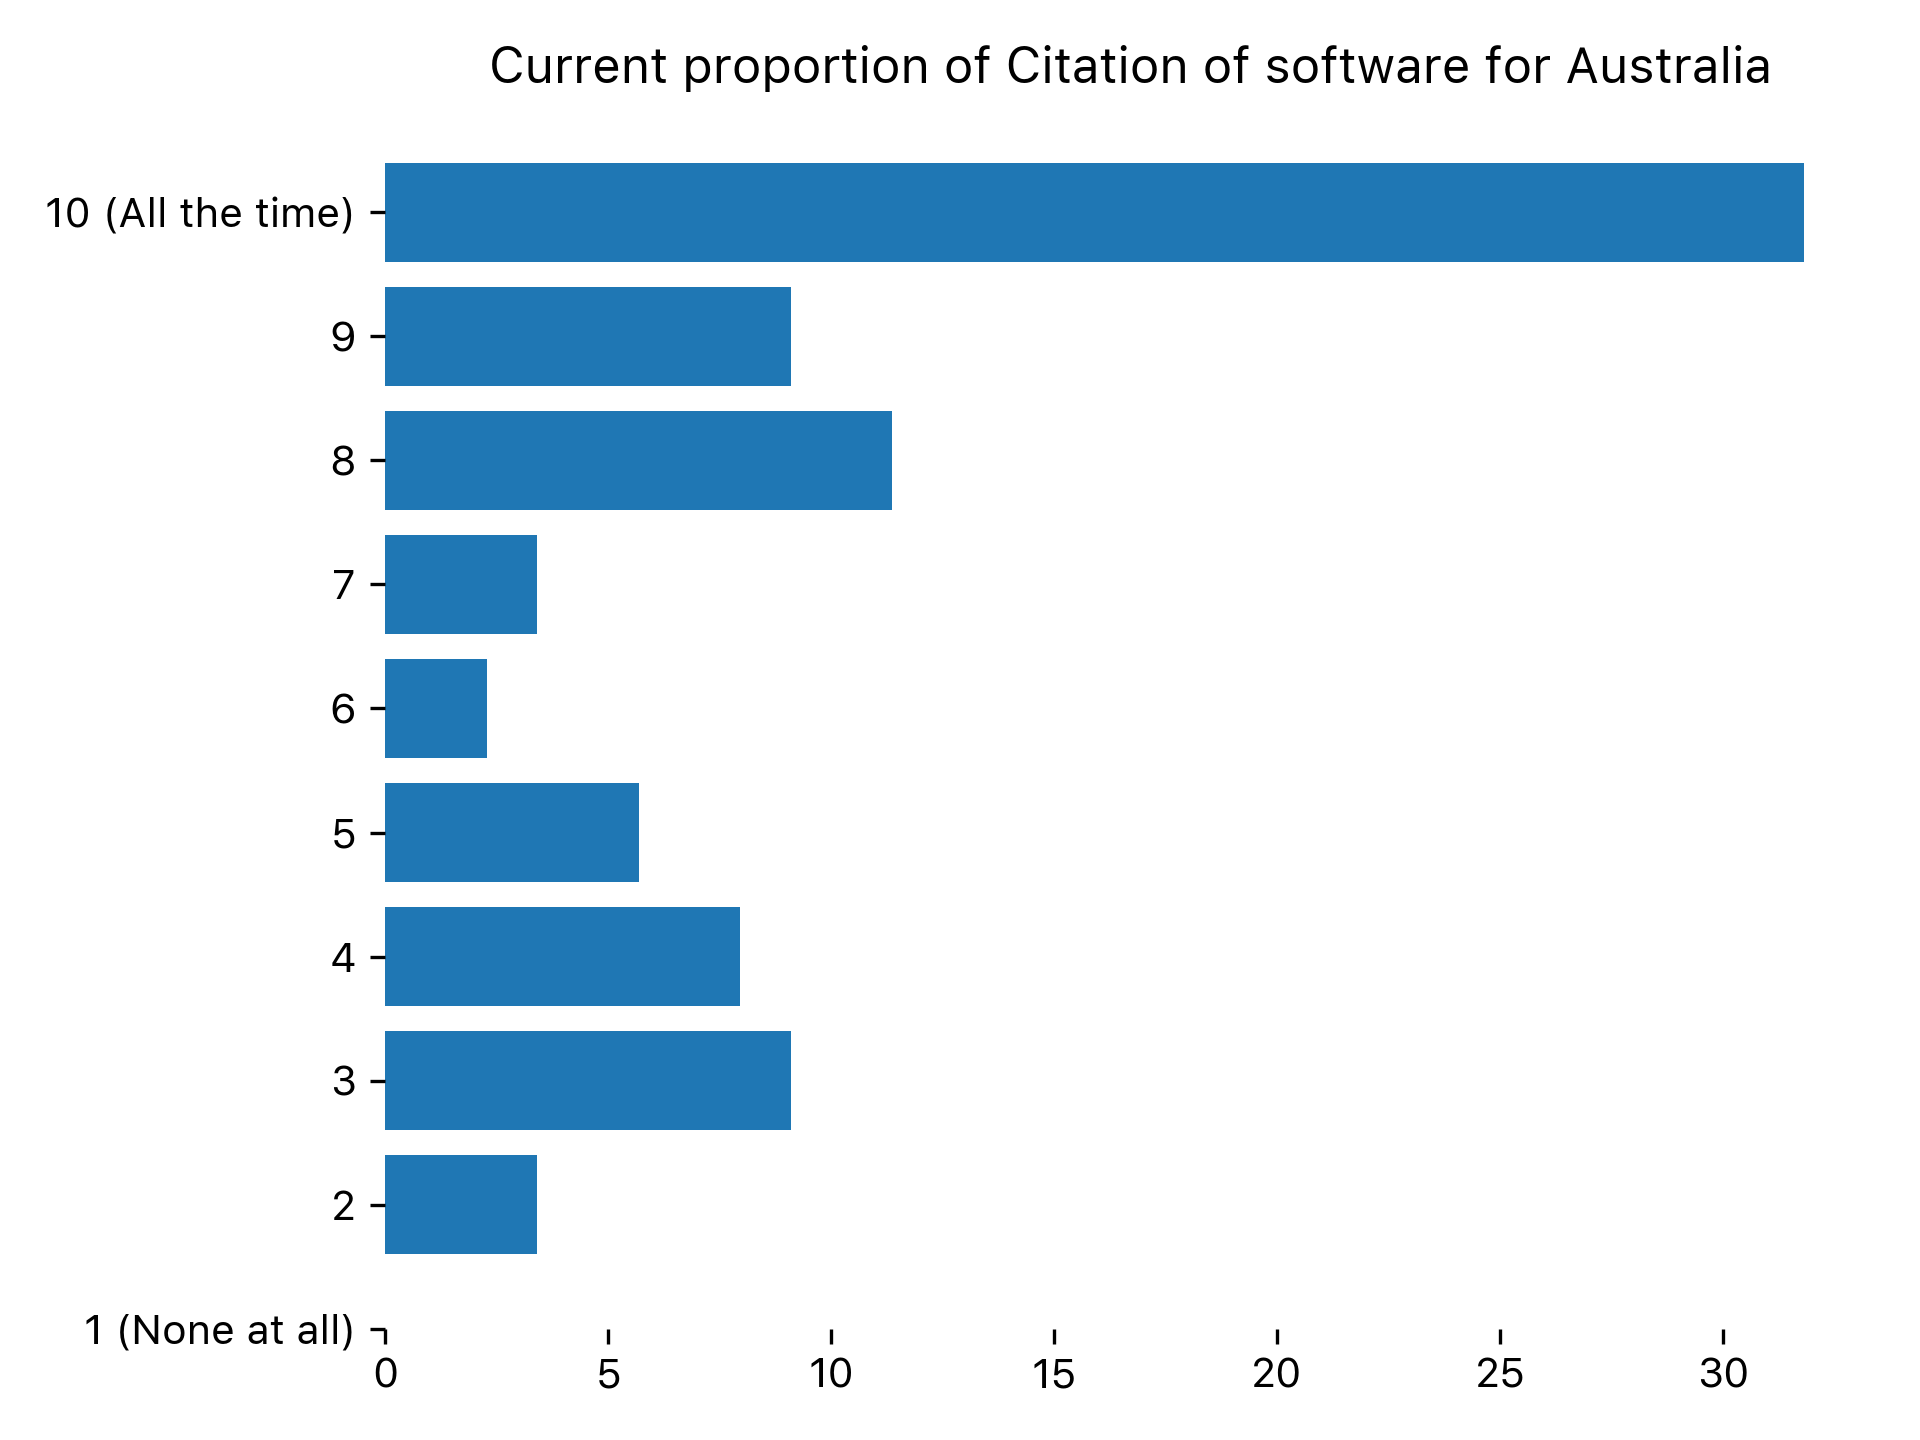 Current proportion of Citation of software for Australia
10 (All the time)
9
8
7
6
5
4
3
2
1 (None at all)
0 5 10 15 20 25 30